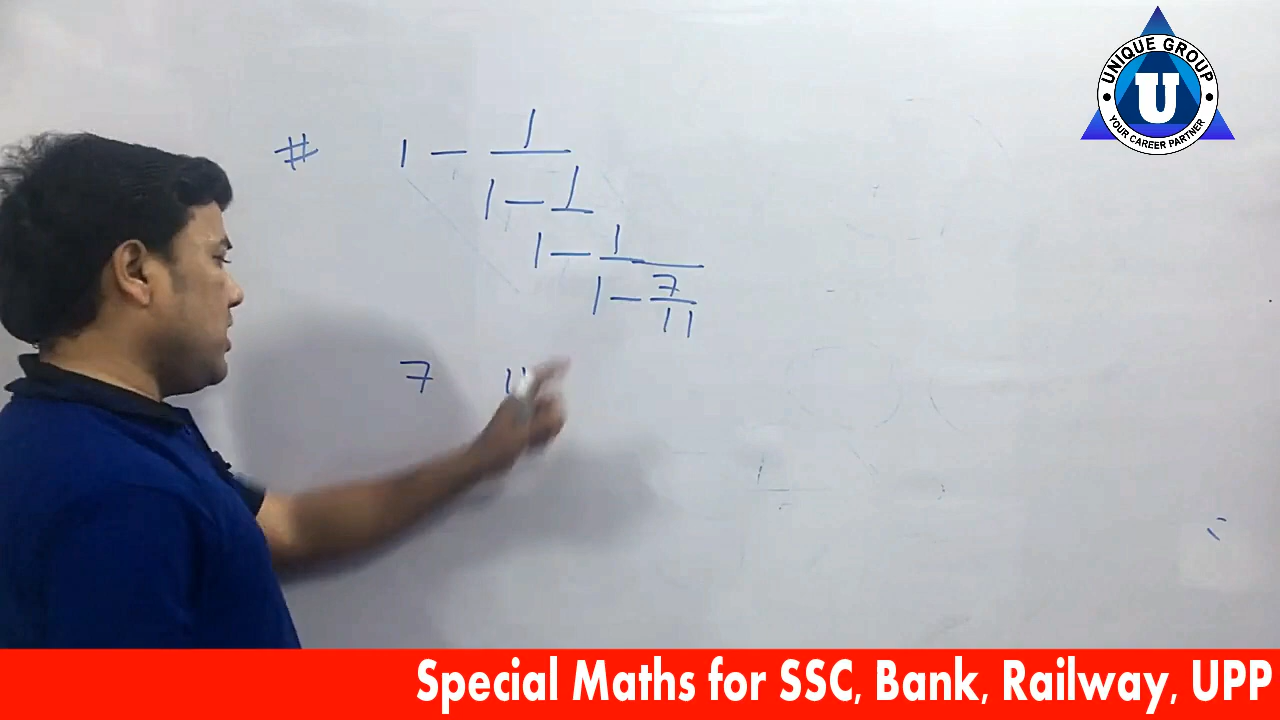 # 1 - 1
1 - 1
1 - 1
1 - 7
11
7 11
UNIQUE GROUP
U
YOUR CAREER PARTNER
Special Maths for SSC, Bank, Railway, UPP